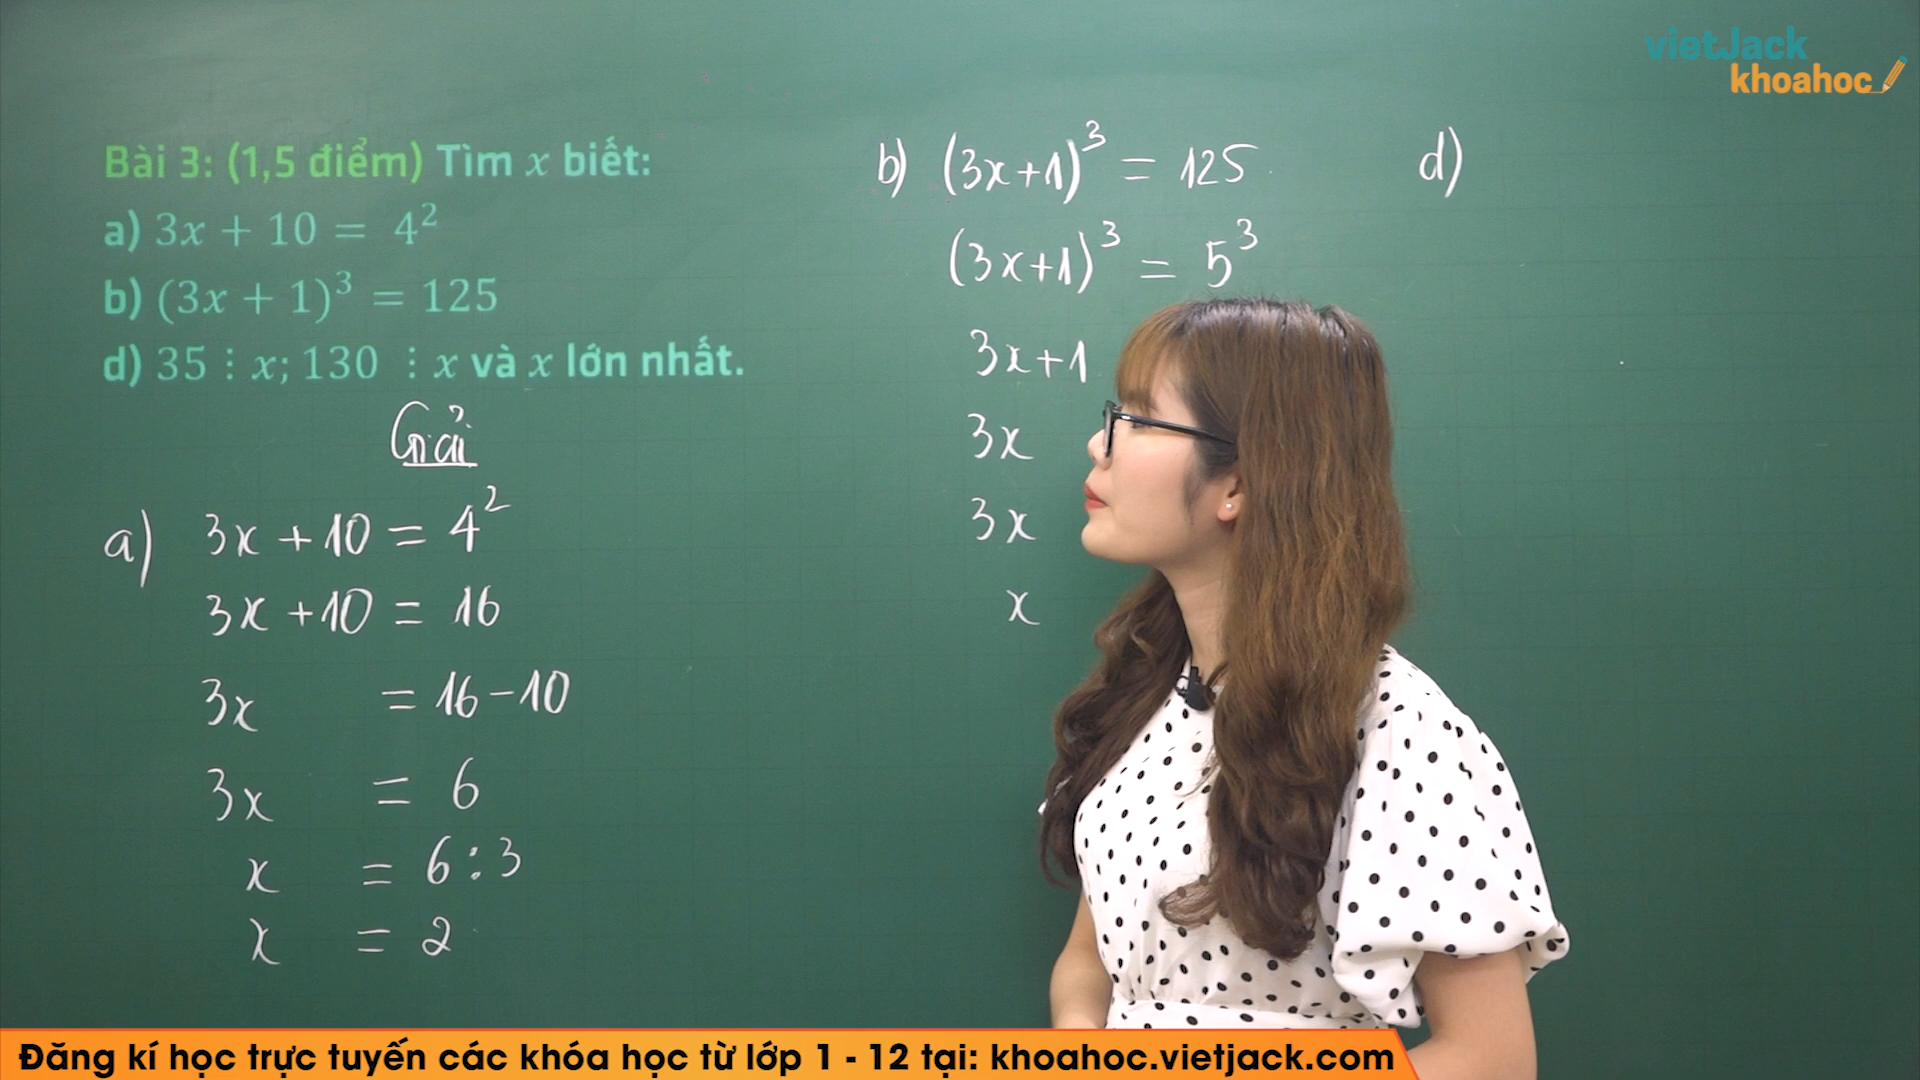 vietJack
khoahoc
Bài 3: (1,5 điểm) Tìm x biết:
a) 3x + 10 = 4²
b) (3x + 1)³ = 125
d) 35 ⋮ x; 130 ⋮ x và x lớn nhất.
Giải
a) 3x + 10 = 4²
3x + 10 = 16
3x = 16 - 10
3x = 6
x = 6 : 3
x = 2
b) (3x+1)³ = 125
(3x+1)³ = 5³
3x+1
3x
3x
x
d)
Đăng kí học trực tuyến các khóa học từ lớp 1 - 12 tại: khoahoc.vietjack.com